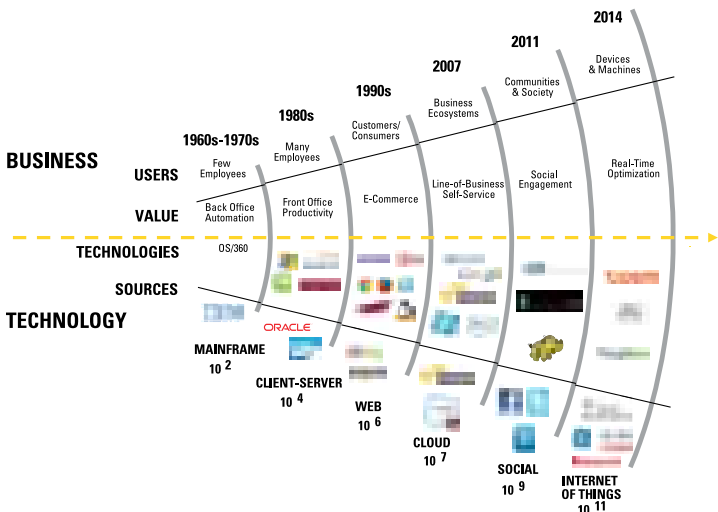 2014
Devices
& Machines
2011
Communities
& Society
2007
Business
Ecosystems
1990s
Customers/
Consumers
1980s
Many
Employees
1960s-1970s
Few
Employees
BUSINESS
USERS
VALUE
Back Office
Automation
Front Office
Productivity
E-Commerce
Line-of-Business
Self-Service
Social
Engagement
Real-Time
Optimization
TECHNOLOGIES
OS/360
SOURCES
TECHNOLOGY
ORACLE
MAINFRAME
10 2
CLIENT-SERVER
10 4
WEB
10 6
CLOUD
10 7
SOCIAL
10 9
INTERNET
OF THINGS
10 11